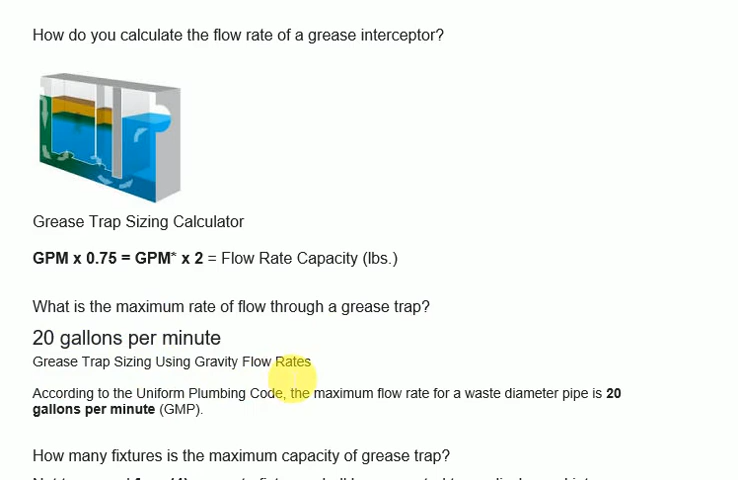 How do you calculate the flow rate of a grease interceptor?
Grease Trap Sizing Calculator
GPM x 0.75 = GPM* x 2 = Flow Rate Capacity (lbs.)
What is the maximum rate of flow through a grease trap?
20 gallons per minute
Grease Trap Sizing Using Gravity Flow Rates
According to the Uniform Plumbing Code, the maximum flow rate for a waste diameter pipe is 20
gallons per minute (GMP).
How many fixtures is the maximum capacity of grease trap?